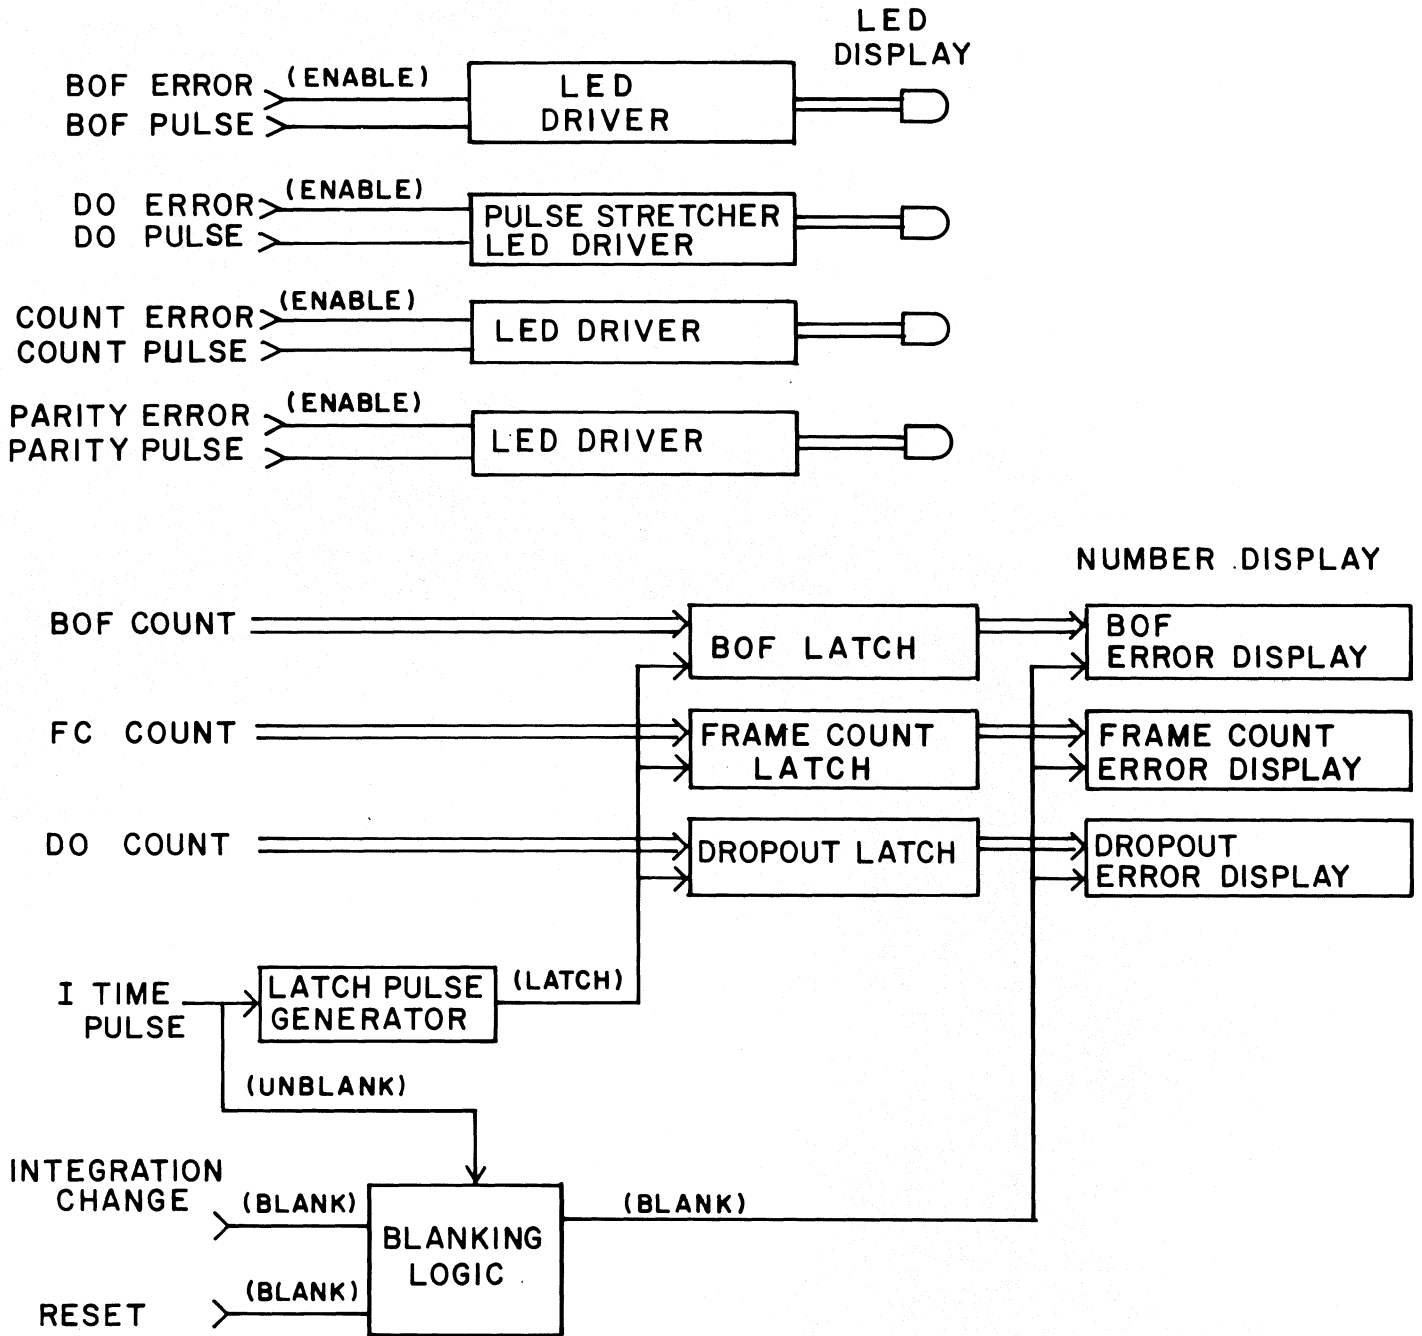 LED
DISPLAY
BOF ERROR
(ENABLE)
BOF PULSE
LED
DRIVER
DO ERROR
(ENABLE)
DO PULSE
PULSE STRETCHER
LED DRIVER
COUNT ERROR
(ENABLE)
COUNT PULSE
LED DRIVER
PARITY ERROR
(ENABLE)
PARITY PULSE
LED DRIVER
NUMBER DISPLAY
BOF COUNT
BOF LATCH
BOF
ERROR DISPLAY
FC COUNT
FRAME COUNT
LATCH
FRAME COUNT
ERROR DISPLAY
DO COUNT
DROPOUT LATCH
DROPOUT
ERROR DISPLAY
I TIME
PULSE
LATCH PULSE
GENERATOR
(LATCH)
(UNBLANK)
INTEGRATION
CHANGE
(BLANK)
BLANKING
LOGIC
(BLANK)
RESET
(BLANK)